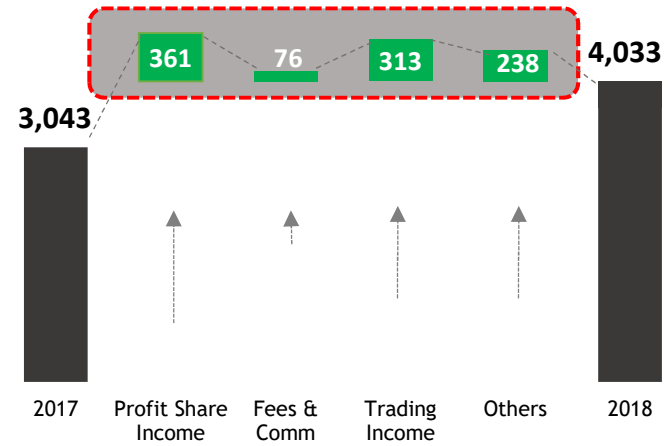 361
76
313
238
4,033
3,043
2017
Profit Share
Income
Fees &
Comm
Trading
Income
Others
2018